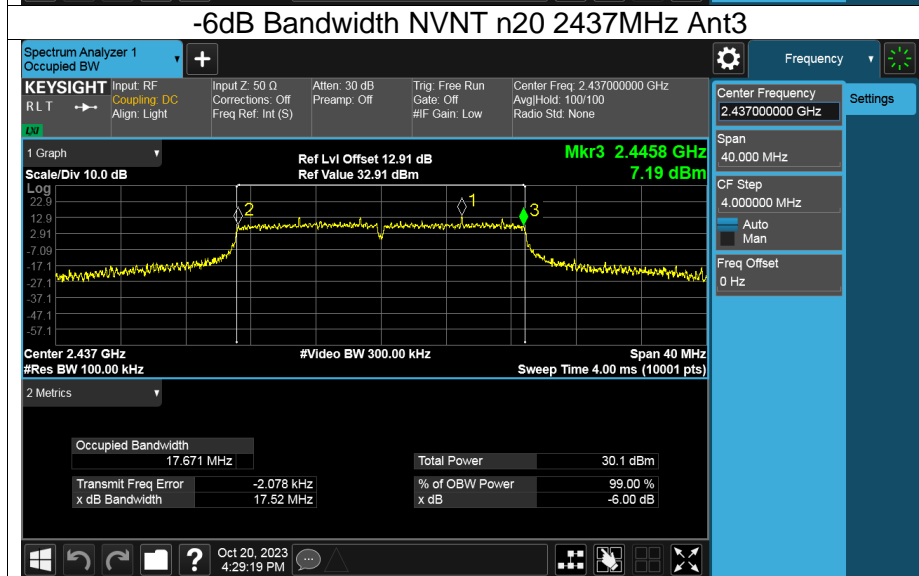 -6dB Bandwidth NVNT n20 2437MHz Ant3
Spectrum Analyzer 1
Occupied BW
+
Frequency
KEYSIGHT
RLT
LXI
Input: RF
Coupling: DC
Align: Light
Input Z: 50 Ω
Corrections: Off
Freq Ref: Int (S)
Atten: 30 dB
Preamp: Off
Trig: Free Run
Gate: Off
#IF Gain: Low
Center Freq: 2.437000000 GHz
Avg|Hold: 100/100
Radio Std: None
Center Frequency
2.437000000 GHz
Settings
Span
40.000 MHz
CF Step
4.000000 MHz
Auto
Man
Freq Offset
0 Hz
1 Graph
Scale/Div 10.0 dB
Ref Lvl Offset 12.91 dB
Ref Value 32.91 dBm
Mkr3 2.4458 GHz
7.19 dBm
Log
22.9
12.9
2.91
-7.09
-17.1
-27.1
-37.1
-47.1
-57.1
2
1
3
Center 2.437 GHz
#Video BW 300.00 kHz
Span 40 MHz
#Res BW 100.00 kHz
Sweep Time 4.00 ms (10001 pts)
2 Metrics
Occupied Bandwidth
17.671 MHz
Total Power 30.1 dBm
Transmit Freq Error -2.078 kHz
% of OBW Power 99.00 %
x dB Bandwidth 17.52 MHz
x dB -6.00 dB
?
Oct 20, 2023
4:29:19 PM